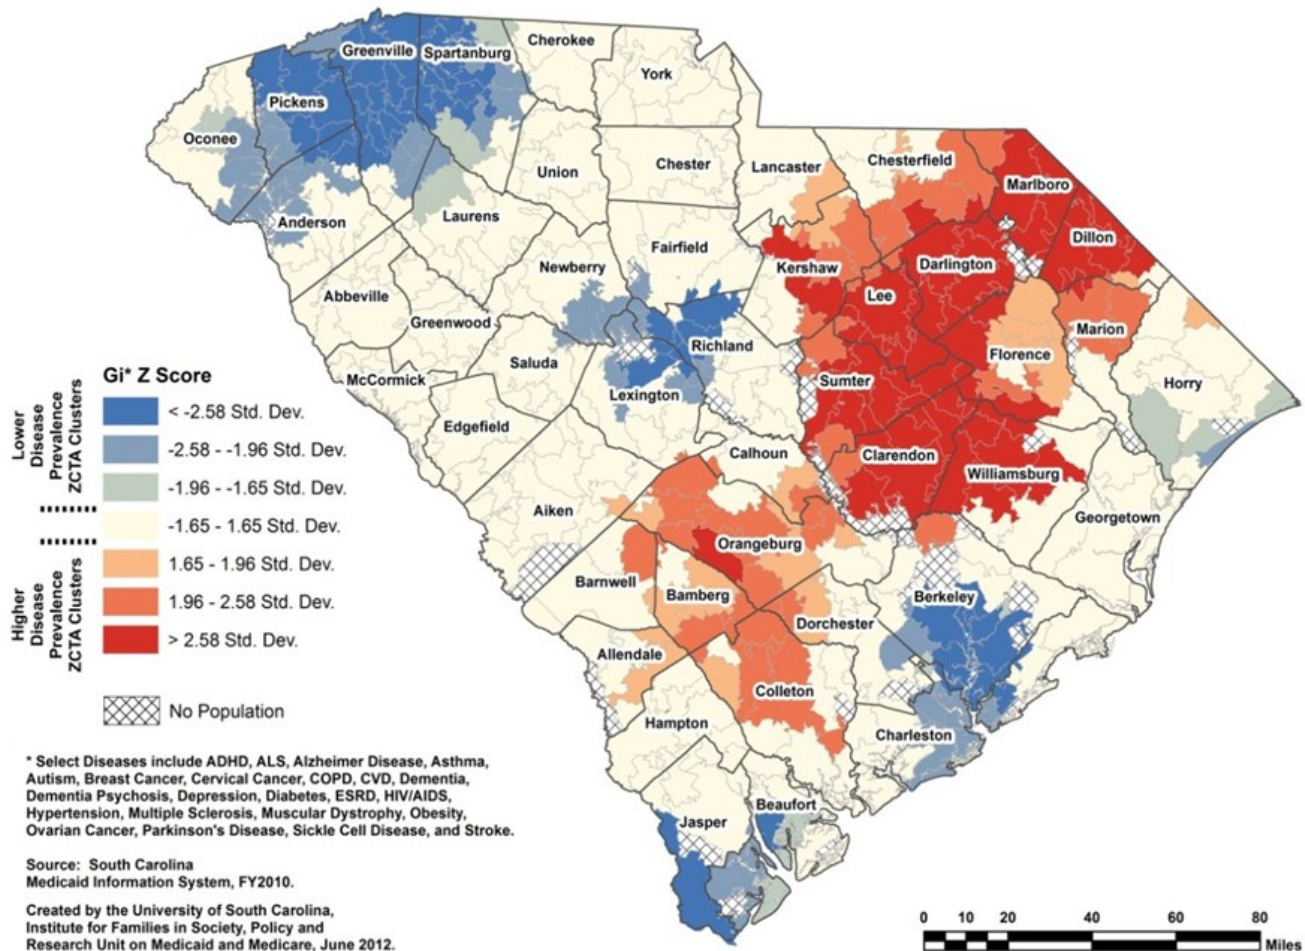 Cherokee
Greenville
Spartanburg
York
Pickens
Oconee
Chester
Lancaster
Chesterfield
Union
Marlboro
Anderson
Laurens
Dillon
Fairfield
Darlington
Newberry
Kershaw
Abbeville
Lee
Greenwood
Marion
Richland
Florence
Saluda
McCormick
Sumter
Horry
Lexington
Edgefield
Calhoun
Clarendon
Williamsburg
Aiken
Georgetown
Orangeburg
Barnwell
Bamberg
Berkeley
Dorchester
Allendale
Colleton
Hampton
Charleston
Beaufort
Jasper
Gi* Z Score
Lower
Disease
Prevalence
ZCTA Clusters
Higher
Disease
Prevalence
ZCTA Clusters
< -2.58 Std. Dev.
-2.58 - -1.96 Std. Dev.
-1.96 - -1.65 Std. Dev.
-1.65 - 1.65 Std. Dev.
1.65 - 1.96 Std. Dev.
1.96 - 2.58 Std. Dev.
> 2.58 Std. Dev.
No Population
* Select Diseases include ADHD, ALS, Alzheimer Disease, Asthma,
Autism, Breast Cancer, Cervical Cancer, COPD, CVD, Dementia,
Dementia Psychosis, Depression, Diabetes, ESRD, HIV/AIDS,
Hypertension, Multiple Sclerosis, Muscular Dystrophy, Obesity,
Ovarian Cancer, Parkinson's Disease, Sickle Cell Disease, and Stroke.
Source: South Carolina
Medicaid Information System, FY2010.
Created by the University of South Carolina,
Institute for Families in Society, Policy and
Research Unit on Medicaid and Medicare, June 2012.
0 10 20 40 60 80
Miles